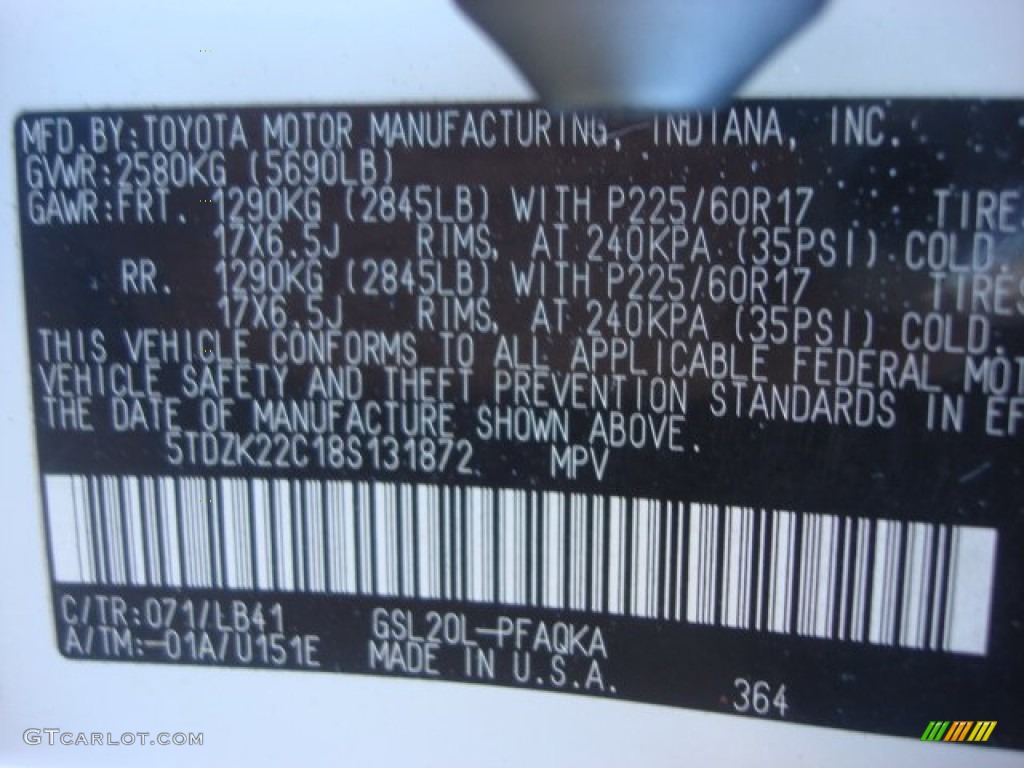 MFD.BY:TOYOTA MOTOR MANUFACTURING, INDIANA, INC.
GVWR:2580KG (5690LB)
GAWR:FRT. 1290KG (2845LB) WITH P225/60R17 TIRES
17X6.5J RIMS, AT 240KPA (35PSI) COLD.
RR. 1290KG (2845LB) WITH P225/60R17 TIRES
17X6.5J RIMS, AT 240KPA (35PSI) COLD.
THIS VEHICLE CONFORMS TO ALL APPLICABLE FEDERAL MOT
VEHICLE SAFETY AND THEFT PREVENTION STANDARDS IN EF
THE DATE OF MANUFACTURE SHOWN ABOVE.
5TDZK22C18S131872 MPV
C/TR:071/LB41 GSL20L-PFAQKA
A/TM:-01A/U151E MADE IN U.S.A.
364
GTCARLOT.COM